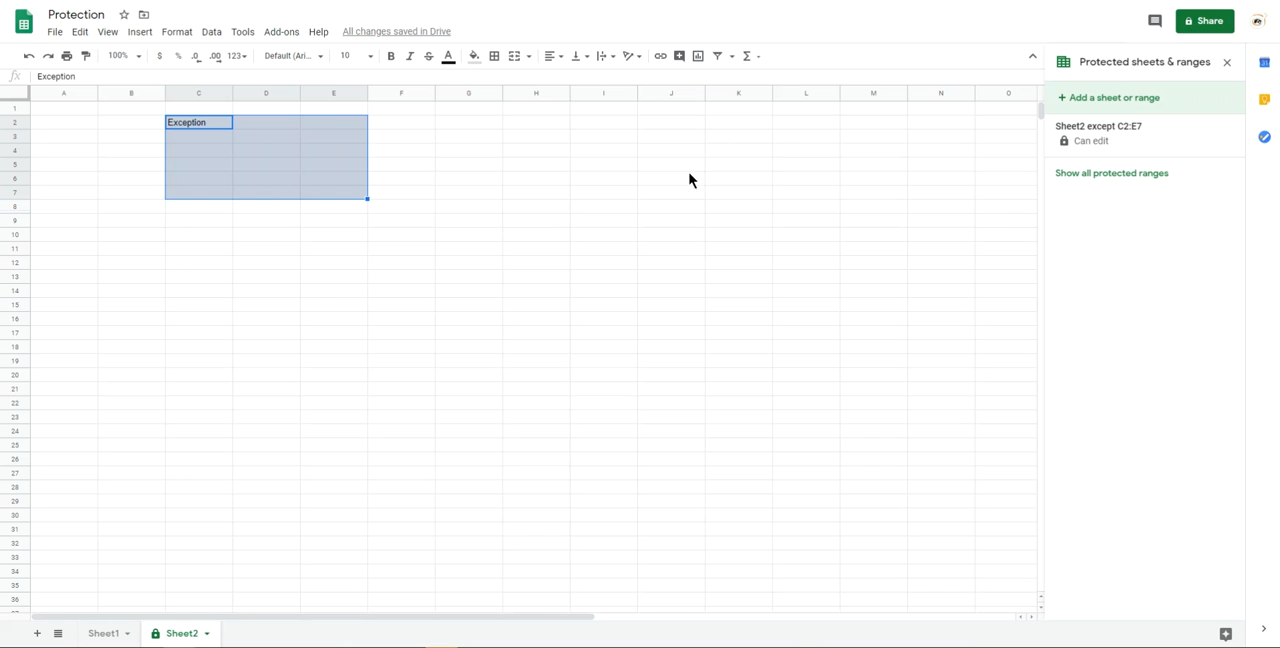 Protection
File Edit View Insert Format Data Tools Add-ons Help All changes saved in Drive
Share
100% $ % .0 .00 123 Default (Ari... 10 B I S A Σ
fx Exception
A B C D E F G H I J K L M N O
1
2 Exception
3
4
5
6
7
8
9
10
11
12
13
14
15
16
17
18
19
20
21
22
23
24
25
26
27
28
29
30
31
32
33
34
35
36
Protected sheets & ranges
+ Add a sheet or range
Sheet2 except C2:E7
Can edit
Show all protected ranges
31
Sheet1 Sheet2